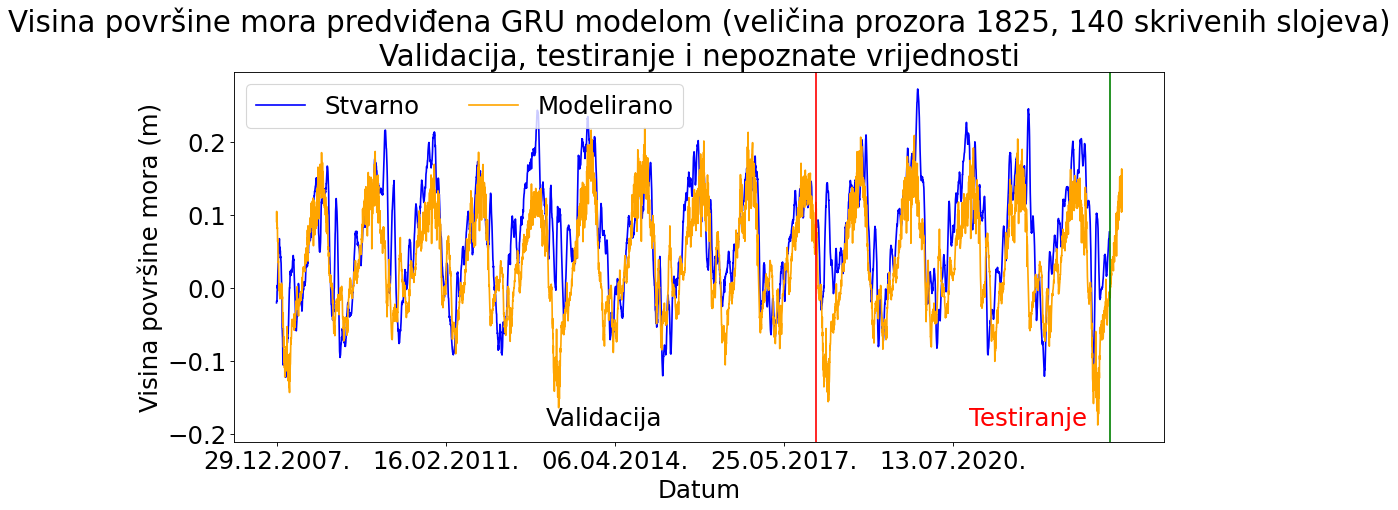 Visina površine mora predviđena GRU modelom (veličina prozora 1825, 140 skrivenih slojeva)
Validacija, testiranje i nepoznate vrijednosti
Stvarno
Modelirano
Visina površine mora (m)
0.2
0.1
0.0
−0.1
−0.2
Validacija
Testiranje
29.12.2007.
16.02.2011.
06.04.2014.
25.05.2017.
13.07.2020.
Datum